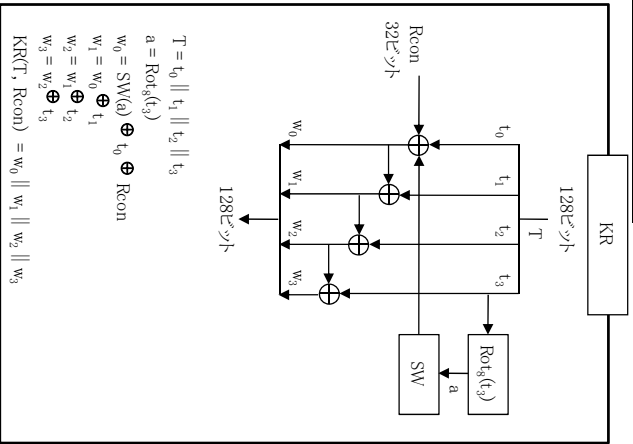 KR
128ビット
T
t₀
t₁
t₂
t₃
Rcon
32ビット
Rot₈(t₃)
a
SW
w₀
w₁
w₂
w₃
128ビット
T = t₀ || t₁ || t₂ || t₃
a = Rot₈(t₃)
w₀ = SW(a) ⊕ t₀ ⊕ Rcon
w₁ = w₀ ⊕ t₁
w₂ = w₁ ⊕ t₂
w₃ = w₂ ⊕ t₃
KR(T, Rcon) = w₀ || w₁ || w₂ || w₃